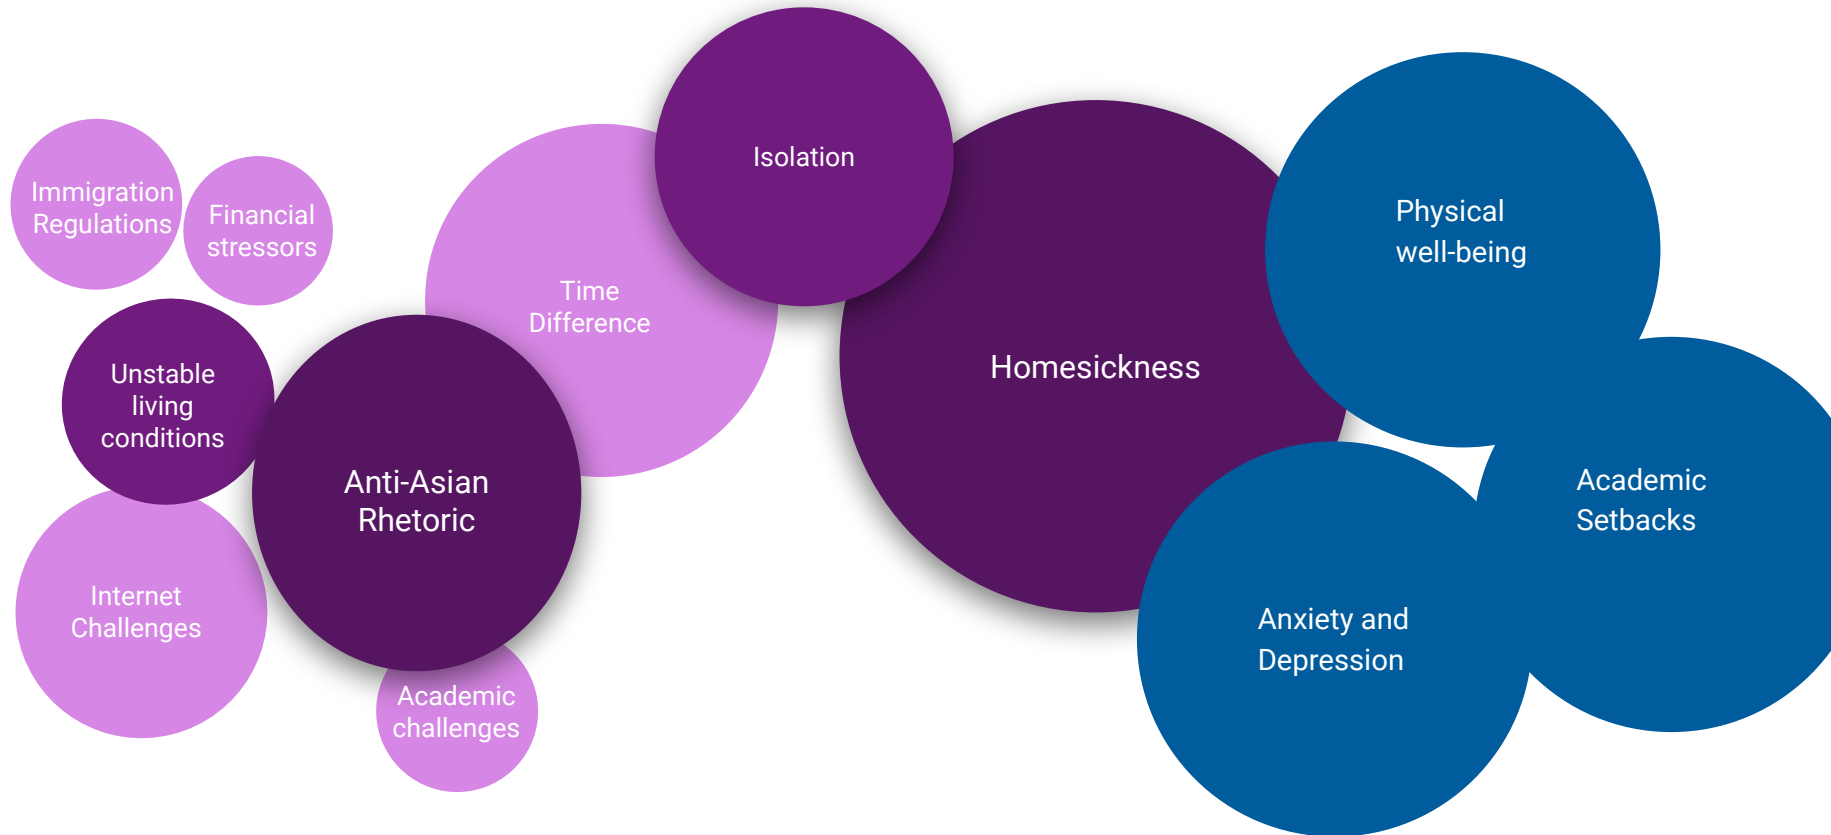 Immigration
Regulations
Financial
stressors
Unstable
living
conditions
Internet
Challenges
Anti-Asian
Rhetoric
Academic
challenges
Time
Difference
Isolation
Homesickness
Physical
well-being
Academic
Setbacks
Anxiety and
Depression